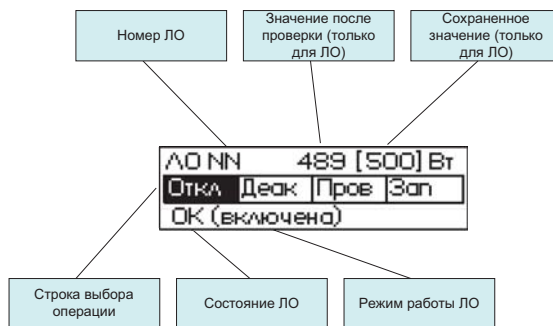 Номер ЛО
Значение после
проверки (только
для ЛО)
Сохраненное
значение (только
для ЛО)
ЛО NN 489 [500] Вт
Откл Деак Пров Зап
ОК (включена)
Строка выбора
операции
Состояние ЛО
Режим работы ЛО